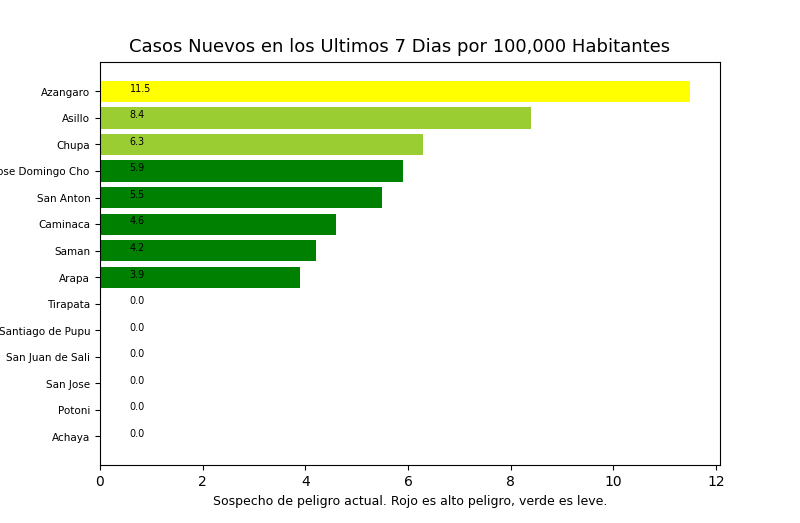 Casos Nuevos en los Ultimos 7 Dias por 100,000 Habitantes
Azangaro 11.5
Asillo 8.4
Chupa 6.3
ose Domingo Cho 5.9
San Anton 5.5
Caminaca 4.6
Saman 4.2
Arapa 3.9
Tirapata 0.0
Santiago de Pupu 0.0
San Juan de Sali 0.0
San Jose 0.0
Potoni 0.0
Achaya 0.0
0 2 4 6 8 10 12
Sospecho de peligro actual. Rojo es alto peligro, verde es leve.